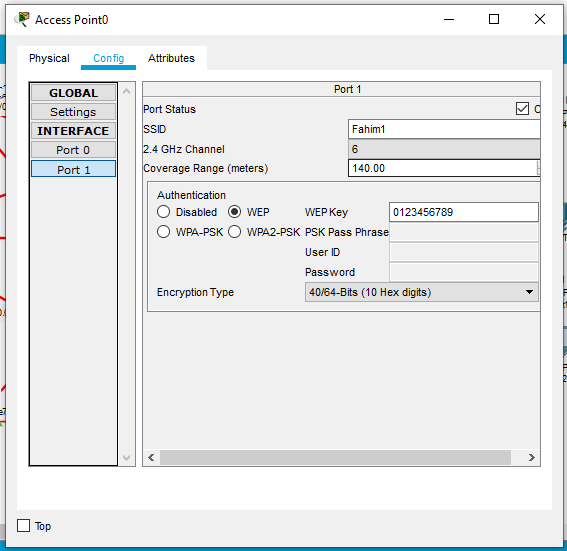 Access Point0
Physical Config Attributes
GLOBAL
Settings
INTERFACE
Port 0
Port 1
Port 1
Port Status
SSID Fahim1
2.4 GHz Channel 6
Coverage Range (meters) 140.00
Authentication
Disabled WEP WEP Key 0123456789
WPA-PSK WPA2-PSK PSK Pass Phrase
User ID
Password
Encryption Type 40/64-Bits (10 Hex digits)
Top